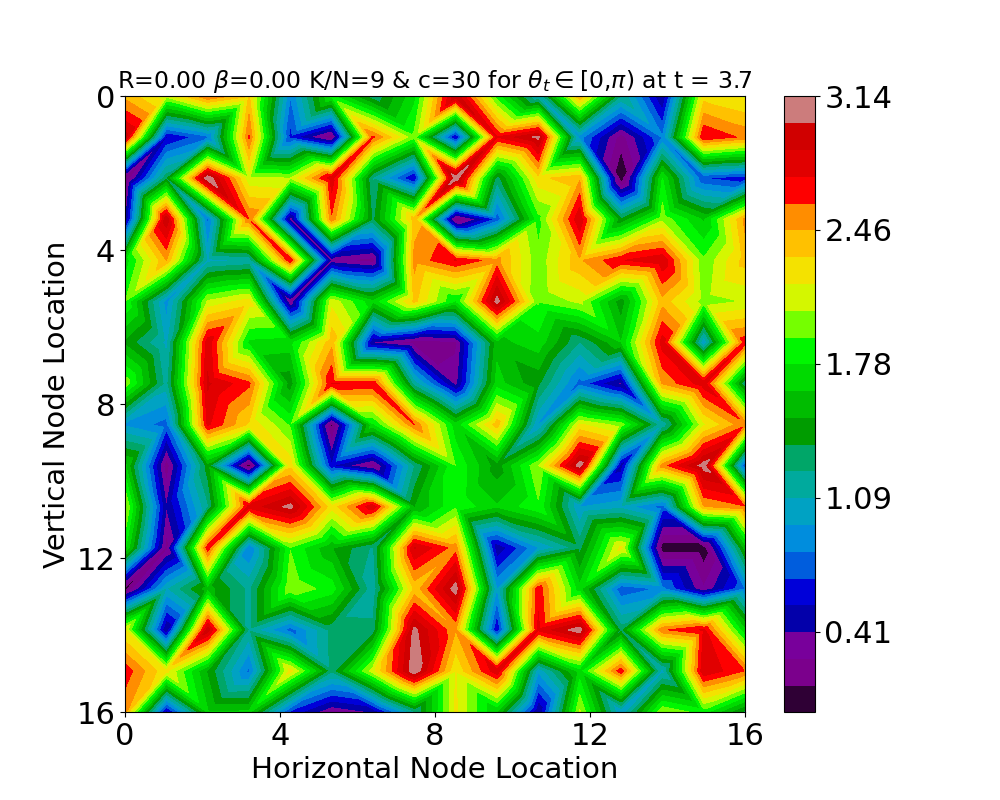 R=0.00 β=0.00 K/N=9 & c=30 for θₜ ∈ [0,π) at t = 3.7
0
4
8
12
16
0 4 8 12 16
Vertical Node Location
Horizontal Node Location
3.14
2.46
1.78
1.09
0.41